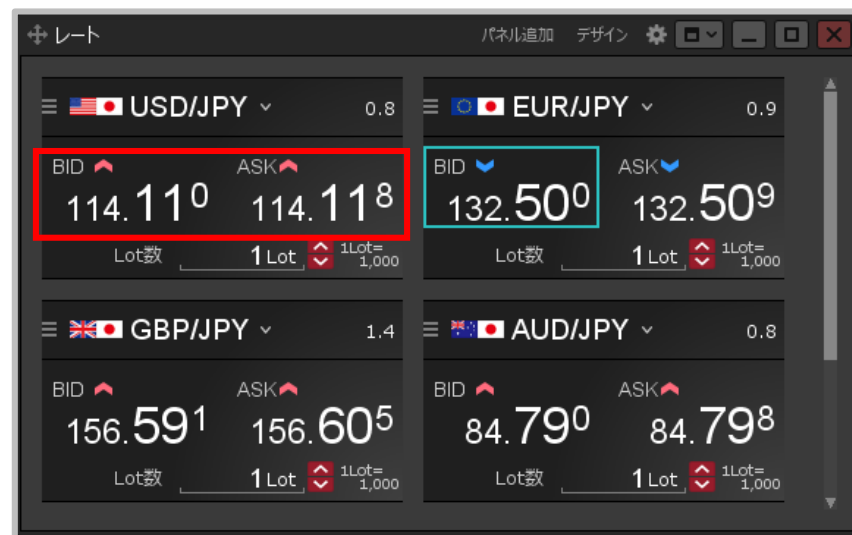 レート パネル追加 デザイン
USD/JPY 0.8 EUR/JPY 0.9
BID ASK BID ASK
114.110 114.118 132.500 132.509
Lot数 1 Lot 1Lot= 1,000 Lot数 1 Lot 1Lot= 1,000
GBP/JPY 1.4 AUD/JPY 0.8
BID ASK BID ASK
156.591 156.605 84.790 84.798
Lot数 1 Lot 1Lot= 1,000 Lot数 1 Lot 1Lot= 1,000